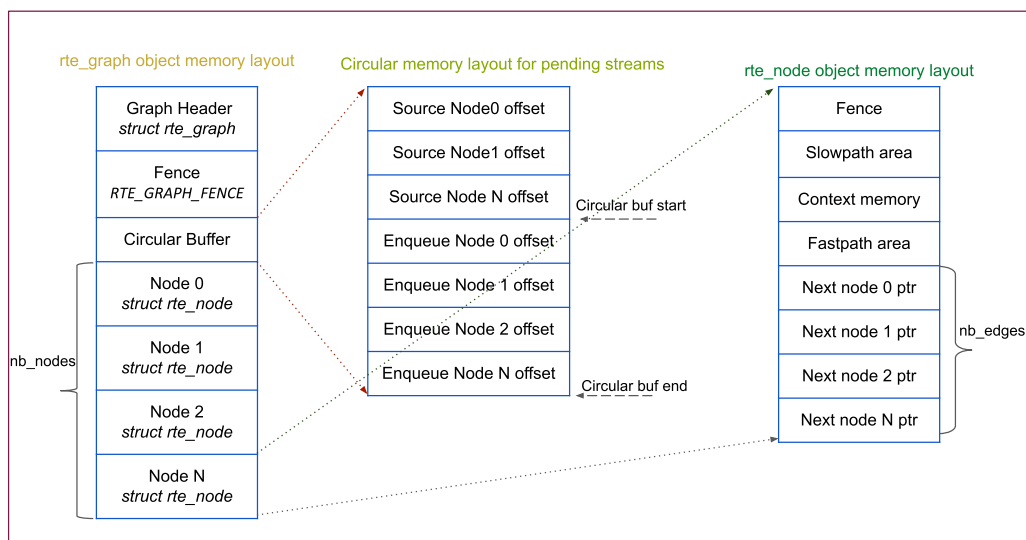 rte_graph object memory layout
Graph Header
struct rte_graph
Fence
RTE_GRAPH_FENCE
Circular Buffer
Node 0
struct rte_node
Node 1
struct rte_node
Node 2
struct rte_node
Node N
struct rte_node
nb_nodes
Circular memory layout for pending streams
Source Node0 offset
Source Node1 offset
Source Node N offset
Enqueue Node 0 offset
Enqueue Node 1 offset
Enqueue Node 2 offset
Enqueue Node N offset
Circular buf start
Circular buf end
rte_node object memory layout
Fence
Slowpath area
Context memory
Fastpath area
Next node 0 ptr
Next node 1 ptr
Next node 2 ptr
Next node N ptr
nb_edges